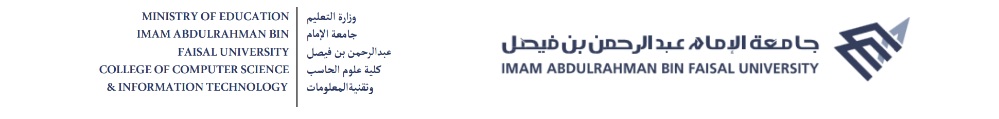 MINISTRY OF EDUCATION
IMAM ABDULRAHMAN BIN
FAISAL UNIVERSITY
COLLEGE OF COMPUTER SCIENCE
& INFORMATION TECHNOLOGY
وزارة التعليم
جامعة الإمام
عبدالرحمن بن فيصل
كلية علوم الحاسب
وتقنيةالمعلومات
جامعة الإمام عبدالرحمن بن فيصل
IMAM ABDULRAHMAN BIN FAISAL UNIVERSITY